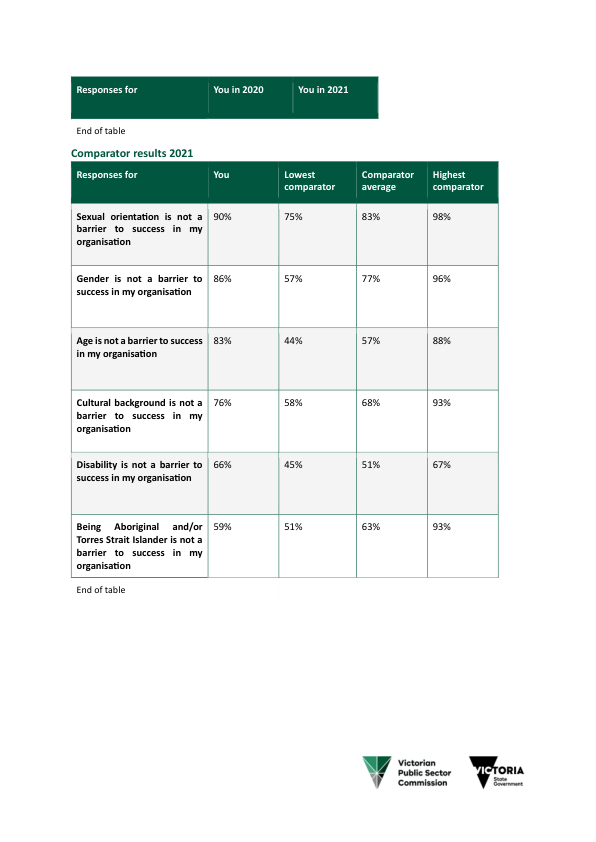 Responses for You in 2020 You in 2021
End of table
Comparator results 2021
Responses for You Lowest comparator Comparator average Highest comparator
Sexual orientation is not a 90% 75% 83% 98%
barrier to success in my
organisation
Gender is not a barrier to 86% 57% 77% 96%
success in my organisation
Age is not a barrier to success 83% 44% 57% 88%
in my organisation
Cultural background is not a 76% 58% 68% 93%
barrier to success in my
organisation
Disability is not a barrier to 66% 45% 51% 67%
success in my organisation
Being Aboriginal and/or 59% 51% 63% 93%
Torres Strait Islander is not a
barrier to success in my
organisation
End of table
Victorian
Public Sector
Commission
VICTORIA
State
Government